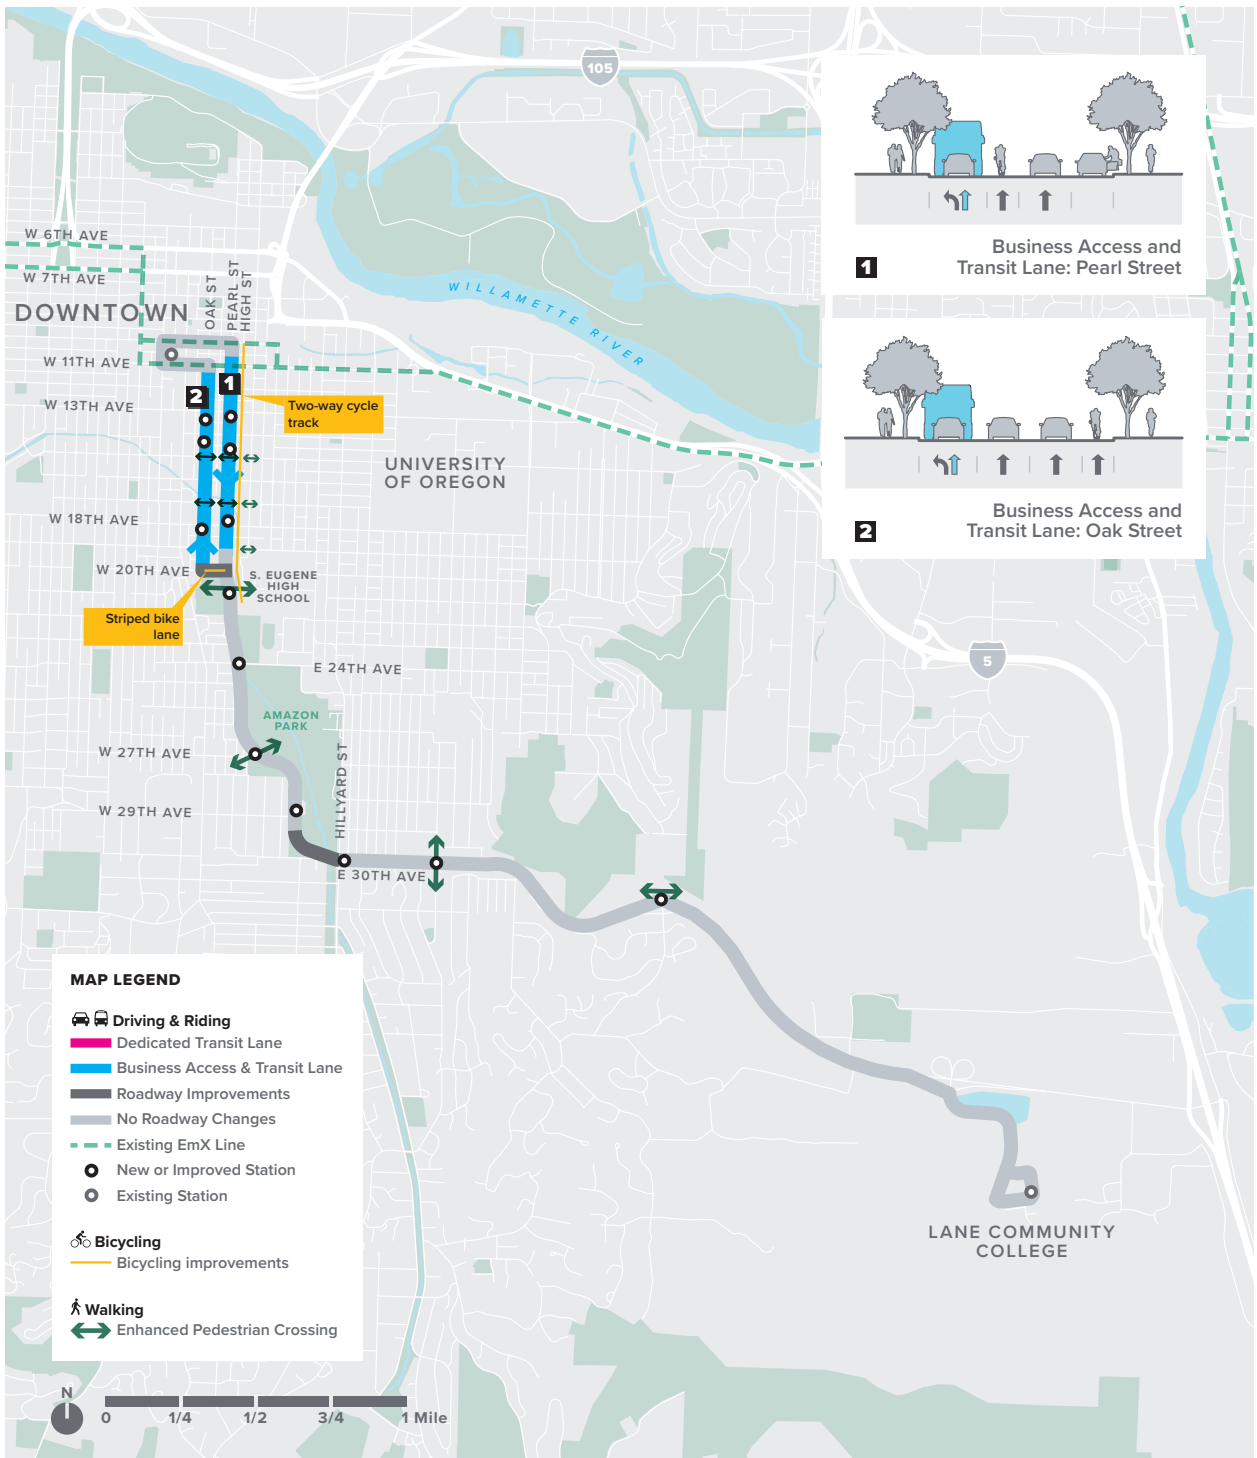 105
1
Business Access and
Transit Lane: Pearl Street
W 6TH AVE
W 7TH AVE
OAK ST
PEARL ST
HIGH ST
DOWNTOWN
WILLAMETTE RIVER
W 11TH AVE
1
2
W 13TH AVE
Two-way cycle
track
UNIVERSITY
OF OREGON
2
Business Access and
Transit Lane: Oak Street
W 18TH AVE
W 20TH AVE
S. EUGENE
HIGH
SCHOOL
Striped bike
lane
5
E 24TH AVE
AMAZON
PARK
W 27TH AVE
HILLYARD ST
W 29TH AVE
E 30TH AVE
MAP LEGEND
Driving & Riding
Dedicated Transit Lane
Business Access & Transit Lane
Roadway Improvements
No Roadway Changes
Existing EmX Line
New or Improved Station
Existing Station
Bicycling
Bicycling improvements
Walking
Enhanced Pedestrian Crossing
LANE COMMUNITY
COLLEGE
N
0 1/4 1/2 3/4 1 Mile